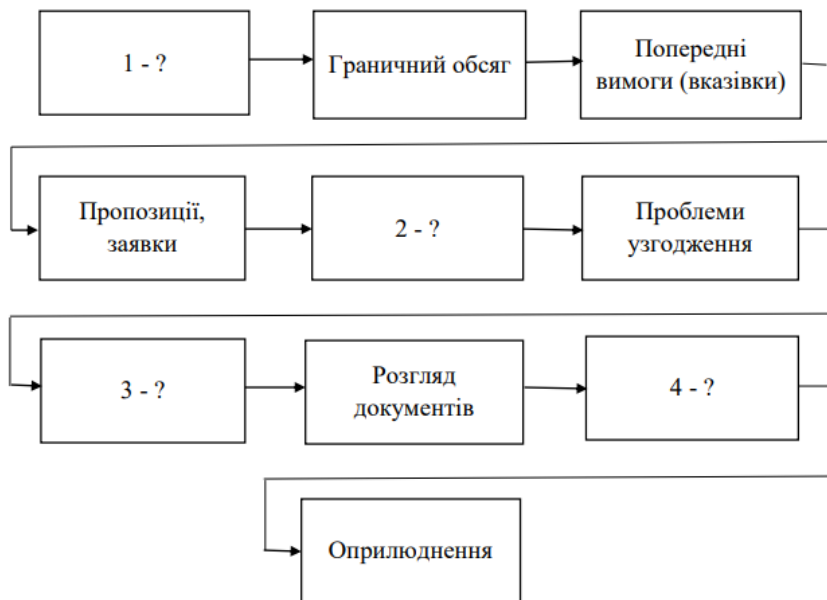 1 - ?
Граничний обсяг
Попередні
вимоги (вказівки)
Пропозиції,
заявки
2 - ?
Проблеми
узгодження
3 - ?
Розгляд
документів
4 - ?
Оприлюднення